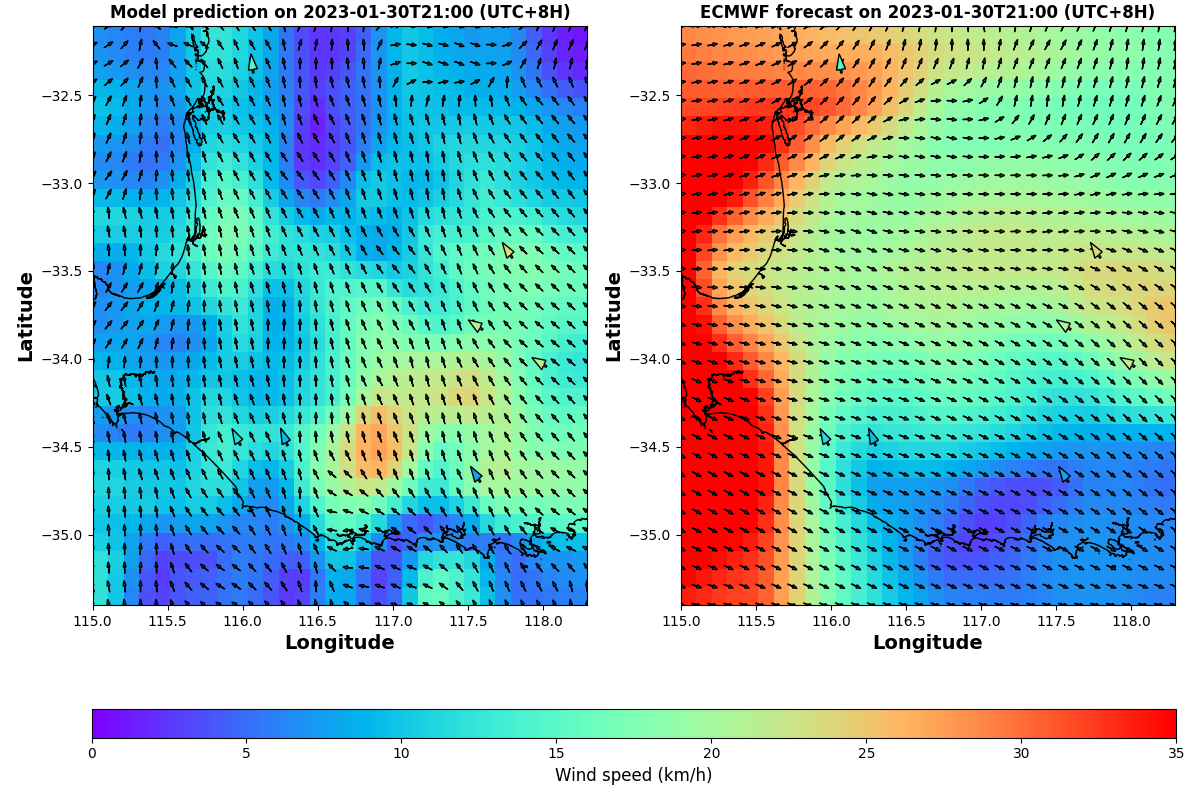 Model prediction on 2023-01-30T21:00 (UTC+8H)
ECMWF forecast on 2023-01-30T21:00 (UTC+8H)
−32.5
−33.0
−33.5
−34.0
−34.5
−35.0
Latitude
115.0 115.5 116.0 116.5 117.0 117.5 118.0
Longitude
−32.5
−33.0
−33.5
−34.0
−34.5
−35.0
Latitude
115.0 115.5 116.0 116.5 117.0 117.5 118.0
Longitude
0 5 10 15 20 25 30 35
Wind speed (km/h)